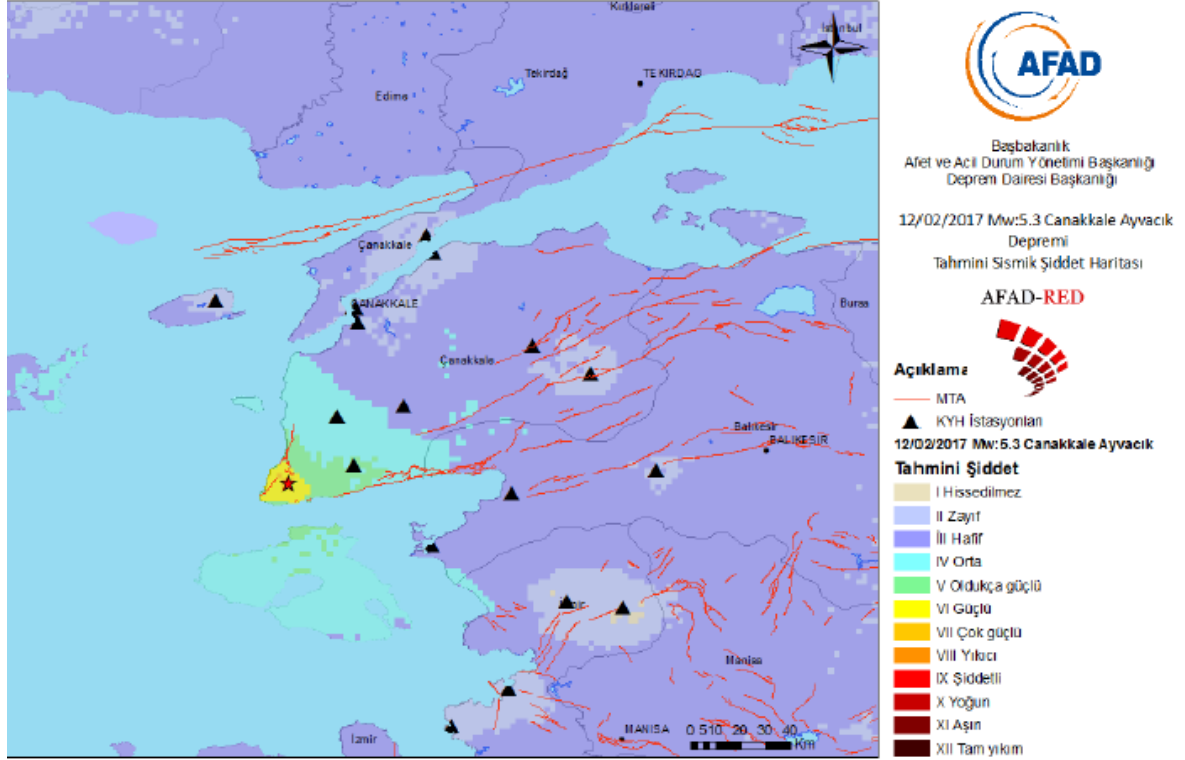 Kırklareli
İstanbul
Tekirdağ
TEKIRDAG
Edirne
Çanakkale
ÇANAKKALE
Bursa
Çanakkale
Balıkesir
BALIKESIR
İzmir
Manisa
MANISA
İzmir
0 5 10 20 30 40
Km
AFAD
Başbakanlık
Afet ve Acil Durum Yönetimi Başkanlığı
Deprem Dairesi Başkanlığı
12/02/2017 Mw:5.3 Canakkale Ayvacık
Depremi
Tahmini Sismik Şiddet Haritası
AFAD-RED
Açıklama
MTA
KYH İstasyonları
12/02/2017 Mw:5.3 Canakkale Ayvacık
Tahmini Şiddet
I Hissedilmez
II Zayıf
III Hafif
IV Orta
V Oldukça güçlü
VI Güçlü
VII Çok güçlü
VIII Yıkıcı
IX Şiddetli
X Yoğun
XI Aşırı
XII Tam yıkım